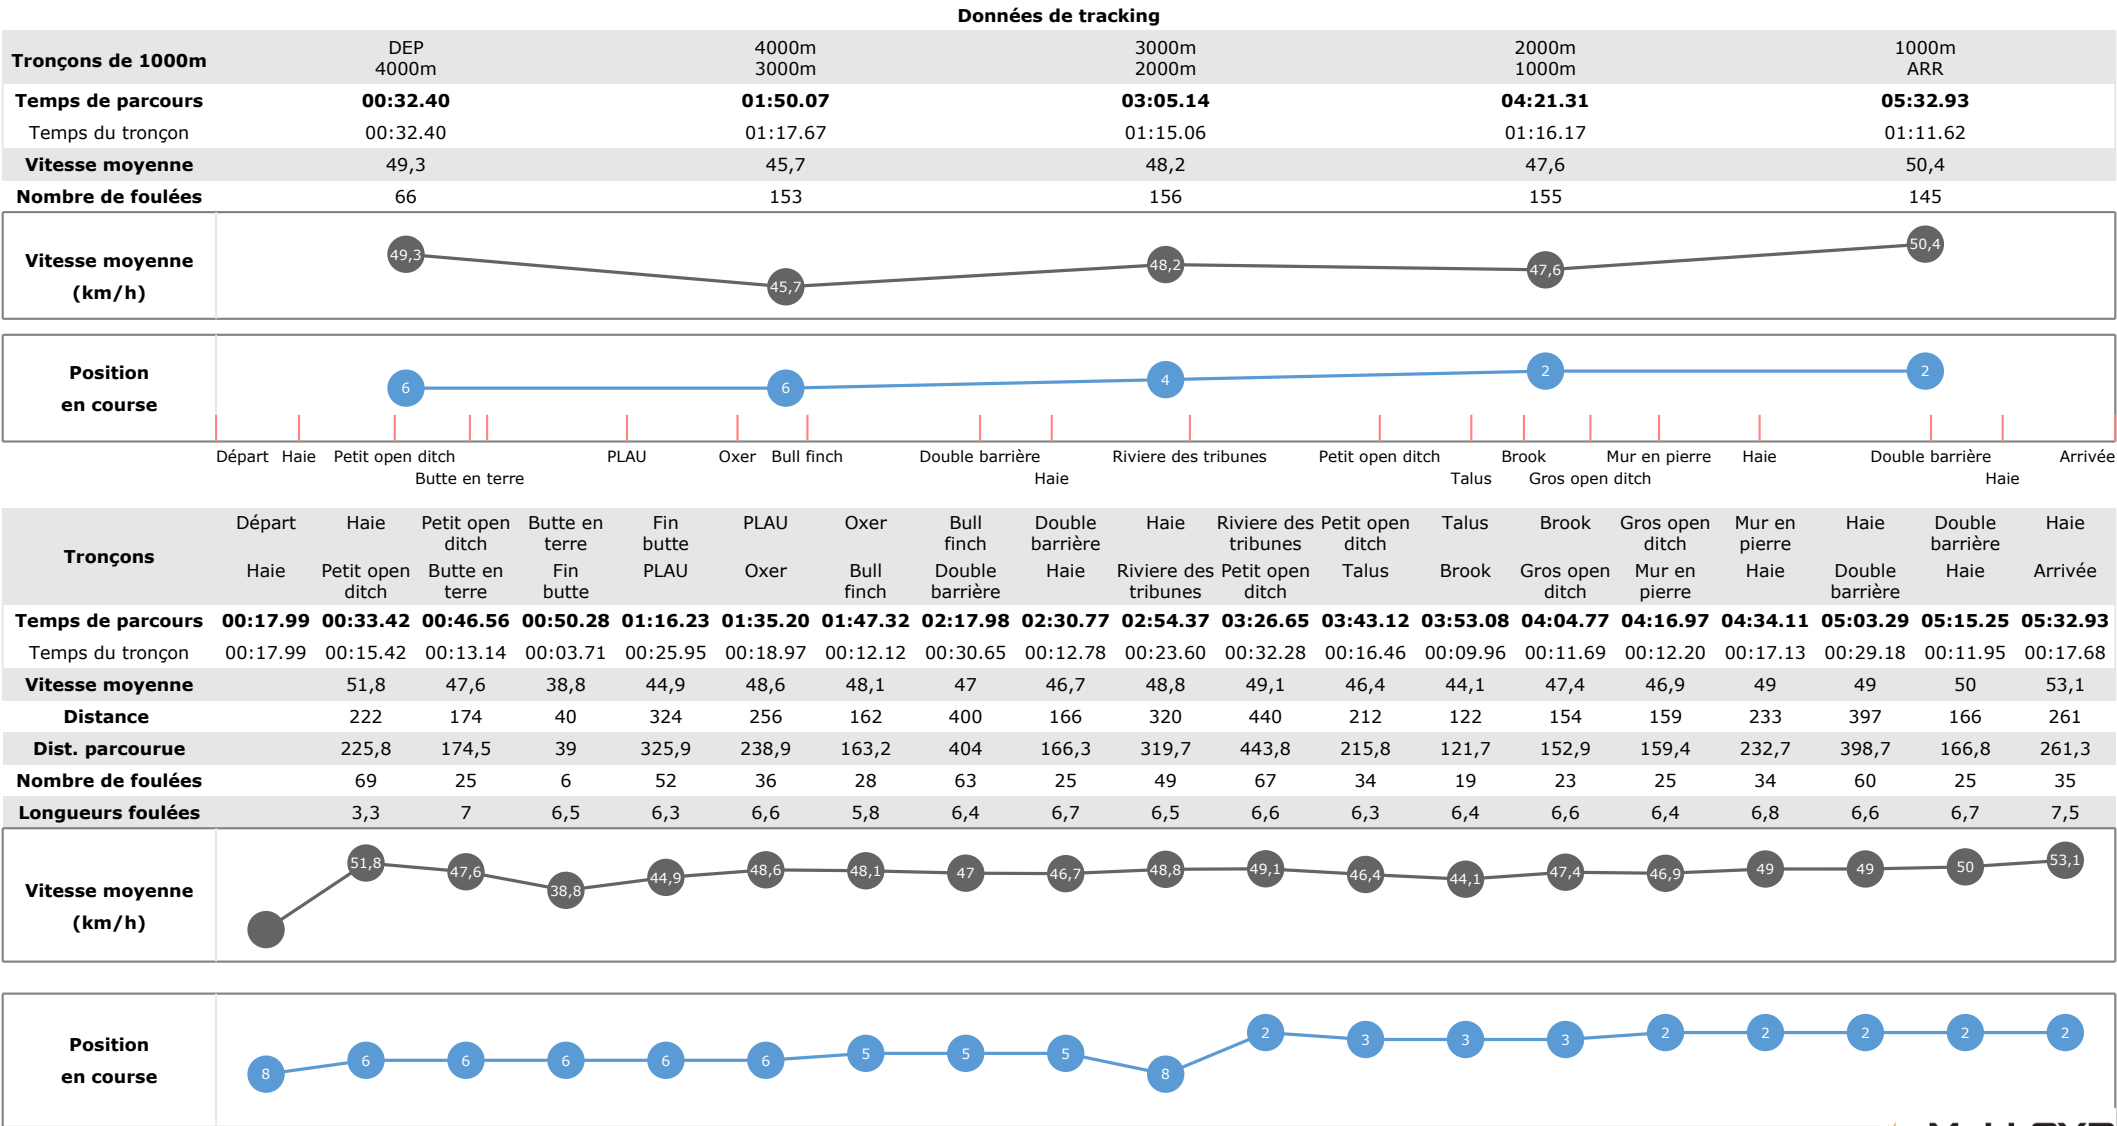 Données de tracking
Tronçons de 1000m DEP 4000m 3000m 2000m 1000m
4000m 3000m 2000m 1000m ARR
Temps de parcours 00:32.40 01:50.07 03:05.14 04:21.31 05:32.93
Temps du tronçon 00:32.40 01:17.67 01:15.06 01:16.17 01:11.62
Vitesse moyenne 49,3 45,7 48,2 47,6 50,4
Nombre de foulées 66 153 156 155 145
Vitesse moyenne
(km/h)
49,3 45,7 48,2 47,6 50,4
Position
en course
6 6 4 2 2
Départ Haie Petit open ditch PLAU Oxer Bull finch Double barrière Riviere des tribunes Petit open ditch Brook Mur en pierre Haie Double barrière Arrivée
Butte en terre Haie Talus Gros open ditch Haie
Tronçons
Départ Haie Petit open Butte en Fin PLAU Oxer Bull Double Haie Riviere des Petit open Talus Brook Gros open Mur en Haie Double Haie
ditch terre butte finch barrière tribunes ditch ditch pierre barrière
Haie Petit open Butte en Fin PLAU Oxer Bull Double Haie Riviere des Petit open Talus Brook Gros open Mur en Haie Double Haie Arrivée
ditch terre butte finch barrière tribunes ditch ditch pierre barrière
Temps de parcours 00:17.99 00:33.42 00:46.56 00:50.28 01:16.23 01:35.20 01:47.32 02:17.98 02:30.77 02:54.37 03:26.65 03:43.12 03:53.08 04:04.77 04:16.97 04:34.11 05:03.29 05:15.25 05:32.93
Temps du tronçon 00:17.99 00:15.42 00:13.14 00:03.71 00:25.95 00:18.97 00:12.12 00:30.65 00:12.78 00:23.60 00:32.28 00:16.46 00:09.96 00:11.69 00:12.20 00:17.13 00:29.18 00:11.95 00:17.68
Vitesse moyenne 51,8 47,6 38,8 44,9 48,6 48,1 47 46,7 48,8 49,1 46,4 44,1 47,4 46,9 49 49 50 53,1
Distance 222 174 40 324 256 162 400 166 320 440 212 122 154 159 233 397 166 261
Dist. parcourue 225,8 174,5 39 325,9 238,9 163,2 404 166,3 319,7 443,8 215,8 121,7 152,9 159,4 232,7 398,7 166,8 261,3
Nombre de foulées 69 25 6 52 36 28 63 25 49 67 34 19 23 25 34 60 25 35
Longueurs foulées 3,3 7 6,5 6,3 6,6 5,8 6,4 6,7 6,5 6,6 6,3 6,4 6,6 6,4 6,8 6,6 6,7 7,5
Vitesse moyenne
(km/h)
51,8 47,6 38,8 44,9 48,6 48,1 47 46,7 48,8 49,1 46,4 44,1 47,4 46,9 49 49 50 53,1
Position
en course
8 6 6 6 6 6 5 5 5 8 2 3 3 3 2 2 2 2 2